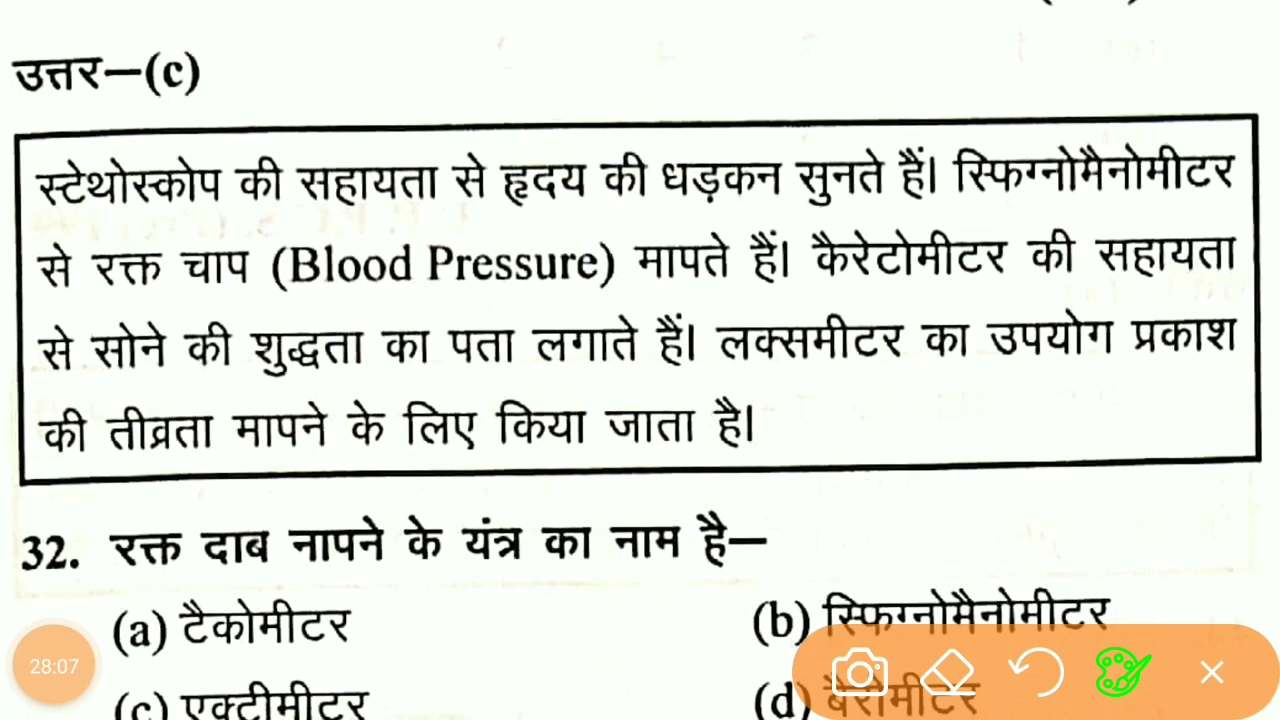 उत्तर—(c)
स्टेथोस्कोप की सहायता से हृदय की धड़कन सुनते हैं। स्फिग्नोमैनोमीटर
से रक्त चाप (Blood Pressure) मापते हैं। कैरेटोमीटर की सहायता
से सोने की शुद्धता का पता लगाते हैं। लक्समीटर का उपयोग प्रकाश
की तीव्रता मापने के लिए किया जाता है।
32. रक्त दाब नापने के यंत्र का नाम है—
(a) टैकोमीटर (b) स्फिग्नोमैनोमीटर
(c) एक्टीमीटर (d) बैरोमीटर
28:07